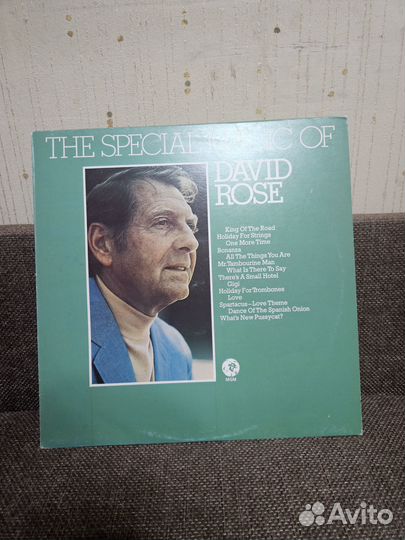 THE SPECIAL MAGIC OF
DAVID
ROSE
King Of The Road
Holiday For Strings
One More Time
Bonanza
All The Things You Are
Mr. Tambourine Man
What Is There To Say
There's A Small Hotel
Gigi
Holiday For Trombones
Love
Spartacus—Love Theme
Dance Of The Spanish Onion
What's New Pussycat?
MGM
Avito